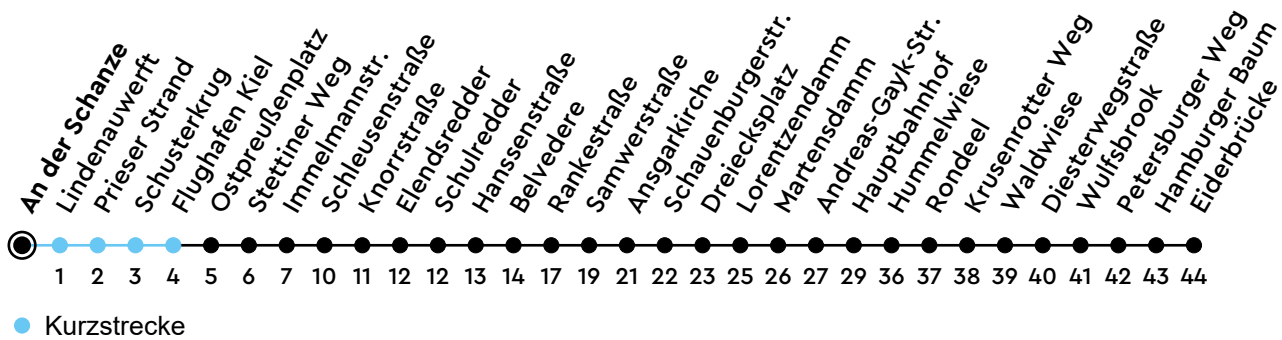 An der Schanze
Lindenauwerft
Prieser Strand
Schusterkrug
Flughafen Kiel
Ostpreußenplatz
Stettiner Weg
Immelmannstr.
Schleusenstraße
Knorrstraße
Elendsredder
Schulredder
Hanssenstraße
Belvedere
Rankestraße
Samwerstraße
Ansgarkirche
Schauenburgerstr.
Dreiecksplatz
Lorentzendamm
Martensdamm
Andreas-Gayk-Str.
Hauptbahnhof
Hummelwiese
Rondeel
Krusenrotter Weg
Waldwiese
Diesterwegstraße
Wulfsbrook
Petersburger Weg
Hamburger Baum
Eiderbrücke
1 2 3 4 5 6 7 10 11 12 12 13 14 17 19 21 22 23 25 26 27 29 36 37 38 39 40 41 42 43 44
Kurzstrecke